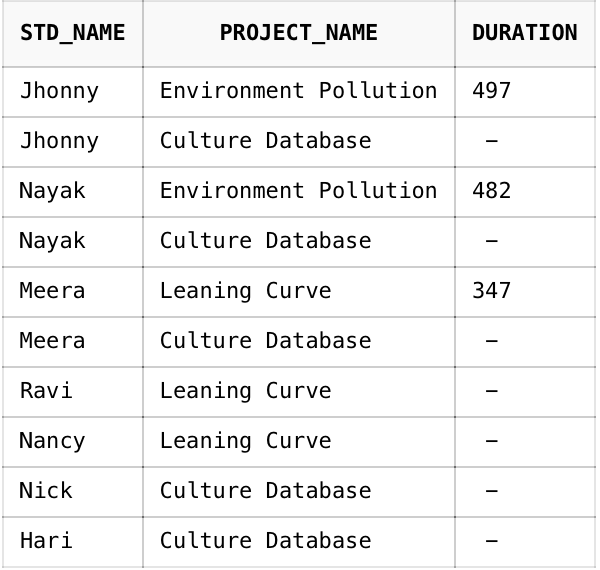 STD_NAME PROJECT_NAME DURATION
Jhonny Environment Pollution 497
Jhonny Culture Database –
Nayak Environment Pollution 482
Nayak Culture Database –
Meera Leaning Curve 347
Meera Culture Database –
Ravi Leaning Curve –
Nancy Leaning Curve –
Nick Culture Database –
Hari Culture Database –